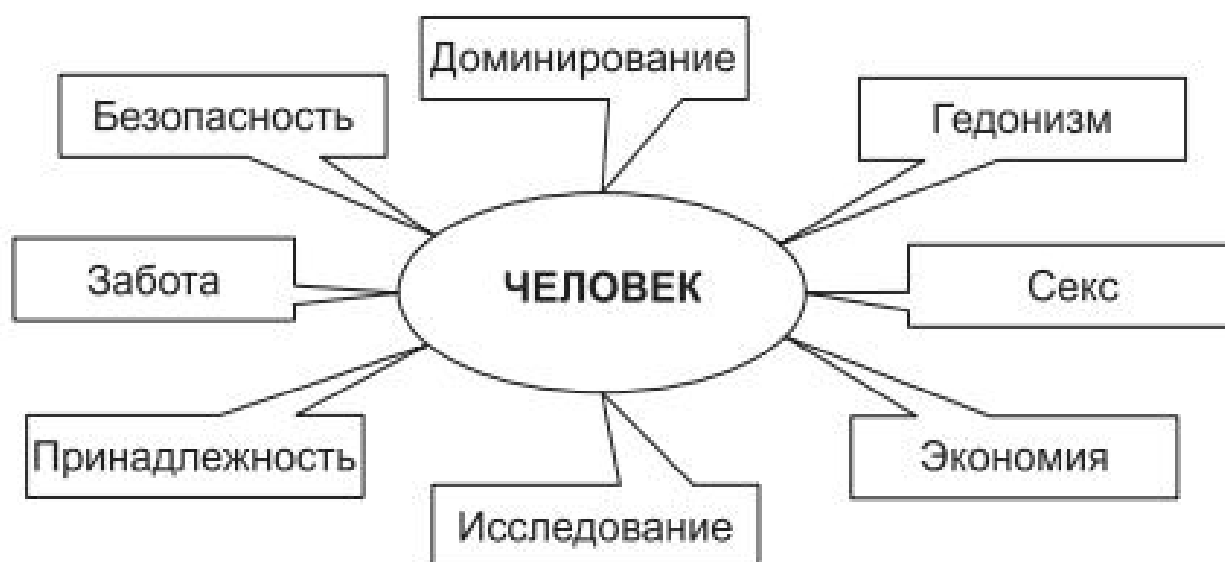 Доминирование
Безопасность
Гедонизм
Забота
ЧЕЛОВЕК
Секс
Принадлежность
Экономия
Исследование